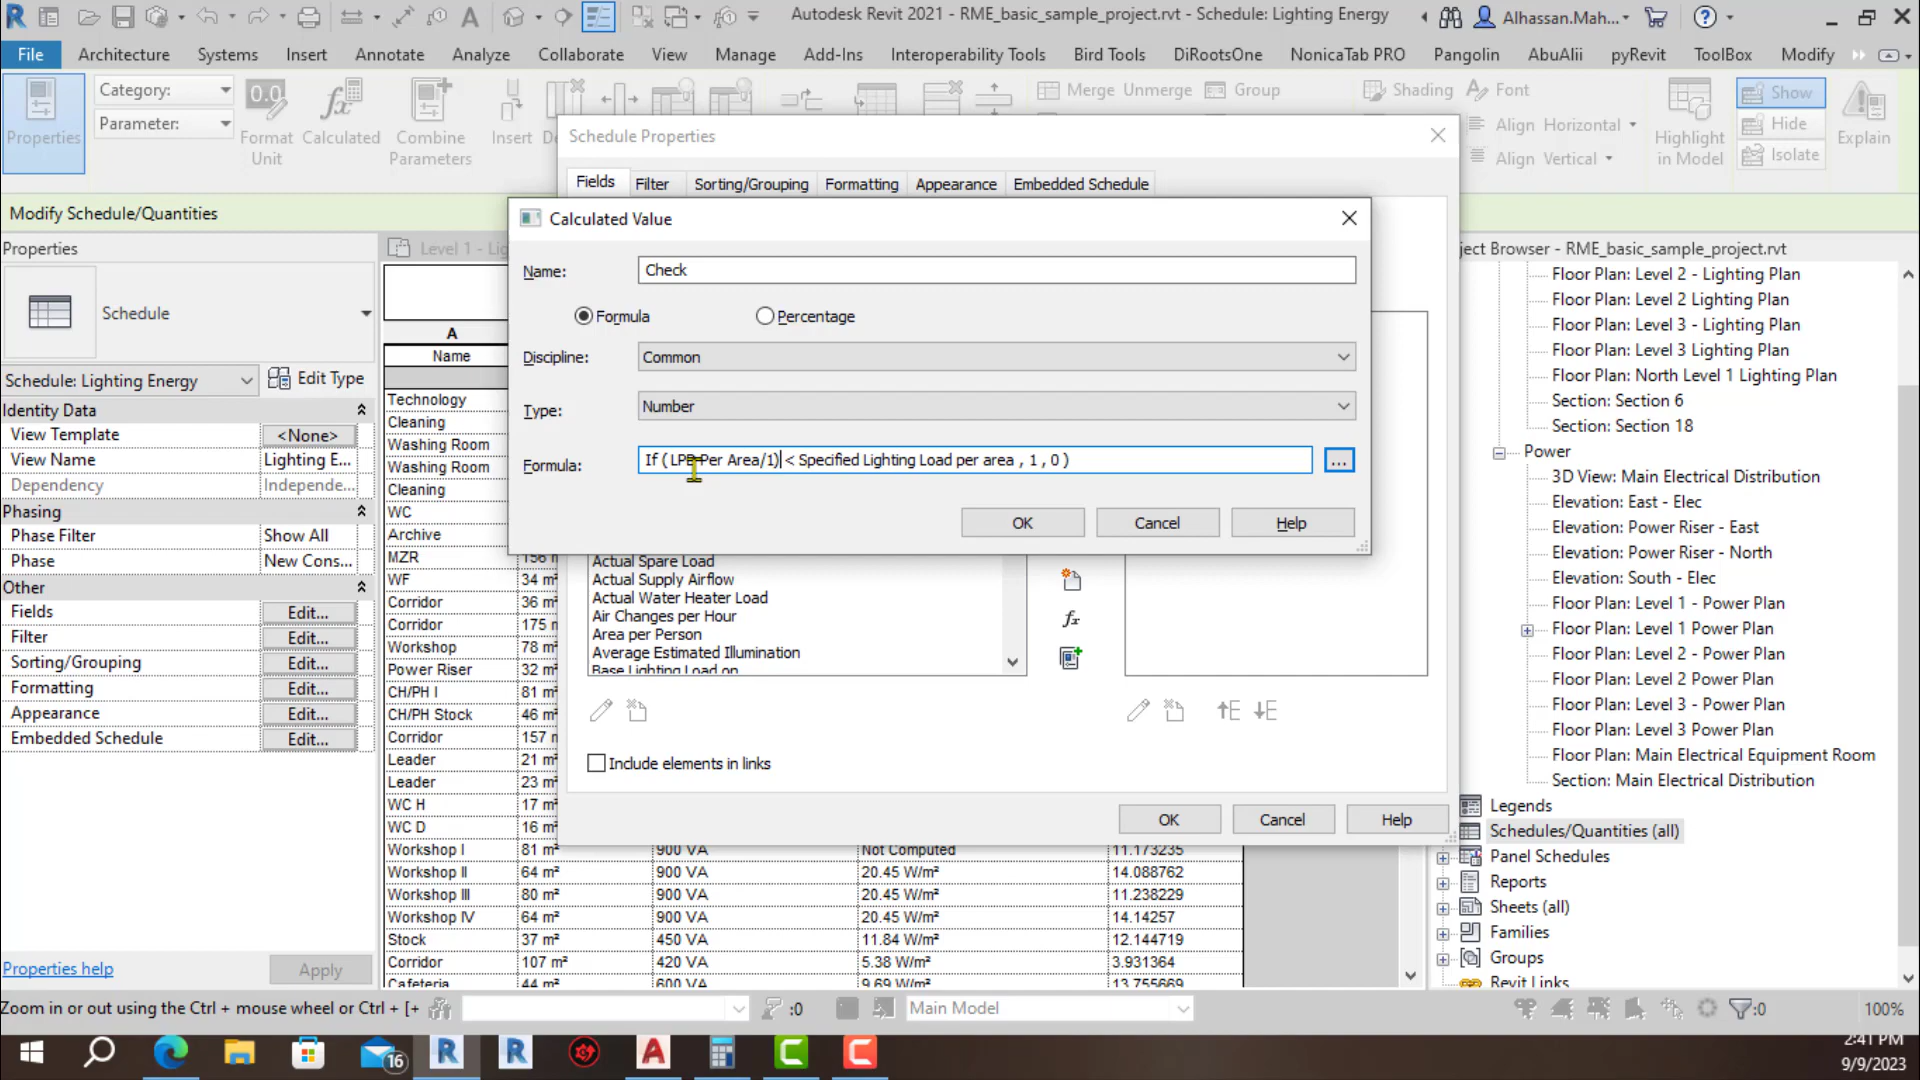 Autodesk Revit 2021 - RME_basic_sample_project.rvt - Schedule: Lighting Energy
Alhassan.Mah...
File Architecture Systems Insert Annotate Analyze Collaborate View Manage Add-Ins Interoperability Tools Bird Tools DiRootsOne NonicaTab PRO Pangolin AbuAlii pyRevit ToolBox Modify
Category:
Parameter:
Properties
Format Unit
Calculated
Combine Parameters
Insert
Merge Unmerge Group
Shading Font
Align Horizontal
Align Vertical
Highlight in Model
Show
Hide
Isolate
Explain
Modify Schedule/Quantities
Properties
Schedule
Schedule: Lighting Energy Edit Type
Identity Data
View Template <None>
View Name Lighting E...
Dependency Independe...
Phasing
Phase Filter Show All
Phase New Cons...
Other
Fields Edit...
Filter Edit...
Sorting/Grouping Edit...
Formatting Edit...
Appearance Edit...
Embedded Schedule Edit...
Properties help Apply
Level 1 - Lig
A
Name
Technology
Cleaning
Washing Room
Washing Room
Cleaning
WC
Archive
MZR 156 m²
WF 34 m²
Corridor 36 m²
Corridor 175 m²
Workshop 78 m²
Power Riser 32 m²
CH/PH I 81 m²
CH/PH Stock 46 m²
Corridor 157 m²
Leader 21 m²
Leader 23 m²
WC H 17 m²
WC D 16 m²
Workshop I 81 m² 900 VA Not Computed 11.173235
Workshop II 64 m² 900 VA 20.45 W/m² 14.088762
Workshop III 80 m² 900 VA 20.45 W/m² 11.238229
Workshop IV 64 m² 900 VA 20.45 W/m² 14.14257
Stock 37 m² 450 VA 11.84 W/m² 12.144719
Corridor 107 m² 420 VA 5.38 W/m² 3.931364
Cafeteria 44 m² 600 VA 9.69 W/m² 13.755669
Schedule Properties
Fields Filter Sorting/Grouping Formatting Appearance Embedded Schedule
Calculated Value
Name: Check
Formula Percentage
Discipline: Common
Type: Number
Formula: If ( LPD Per Area/1) < Specified Lighting Load per area , 1 , 0 ) ...
OK Cancel Help
Actual Spare Load
Actual Supply Airflow
Actual Water Heater Load
Air Changes per Hour
Area per Person
Average Estimated Illumination
Base Lighting Load on
fx
Include elements in links
OK Cancel Help
ject Browser - RME_basic_sample_project.rvt
Floor Plan: Level 2 - Lighting Plan
Floor Plan: Level 2 Lighting Plan
Floor Plan: Level 3 - Lighting Plan
Floor Plan: Level 3 Lighting Plan
Floor Plan: North Level 1 Lighting Plan
Section: Section 6
Section: Section 18
Power
3D View: Main Electrical Distribution
Elevation: East - Elec
Elevation: Power Riser - East
Elevation: Power Riser - North
Elevation: South - Elec
Floor Plan: Level 1 - Power Plan
Floor Plan: Level 1 Power Plan
Floor Plan: Level 2 - Power Plan
Floor Plan: Level 2 Power Plan
Floor Plan: Level 3 - Power Plan
Floor Plan: Level 3 Power Plan
Floor Plan: Main Electrical Equipment Room
Section: Main Electrical Distribution
Legends
Schedules/Quantities (all)
Panel Schedules
Reports
Sheets (all)
Families
Groups
Revit Links
Zoom in or out using the Ctrl + mouse wheel or Ctrl + [+ :0 Main Model :0 100%
16
2:41 PM
9/9/2023